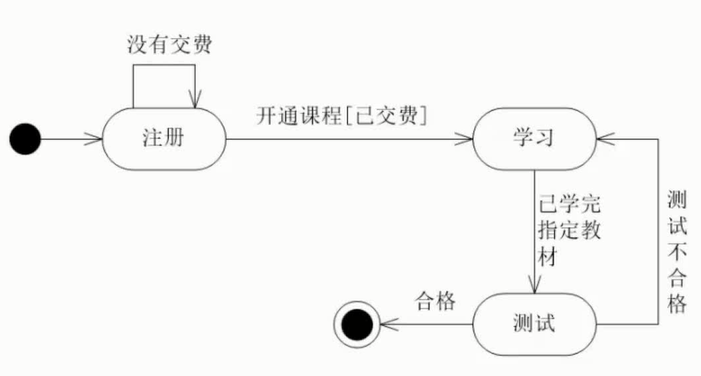 没有交费
注册
开通课程[已交费]
学习
已学完
指定教
材
测
试
不
合
格
合格
测试